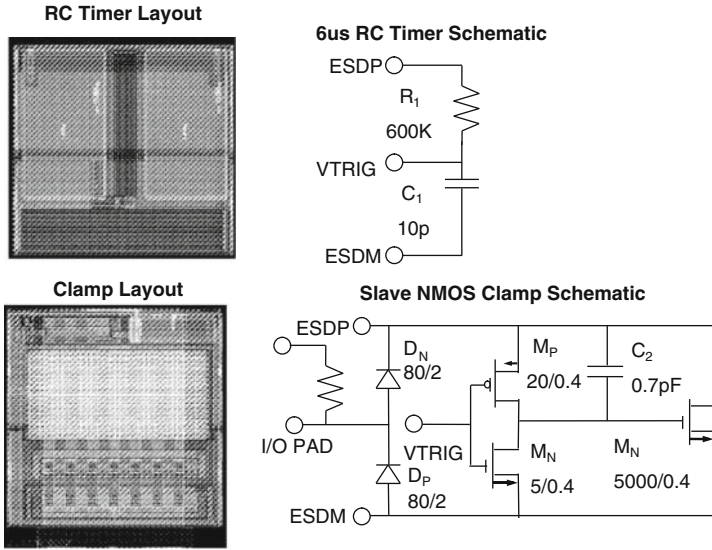 RC Timer Layout
6us RC Timer Schematic
ESDP
R1
600K
VTRIG
C1
10p
ESDM
Clamp Layout
Slave NMOS Clamp Schematic
ESDP
DN
80/2
MP
20/0.4
C2
0.7pF
I/O PAD
VTRIG
DP
80/2
MN
5/0.4
MN
5000/0.4
ESDM